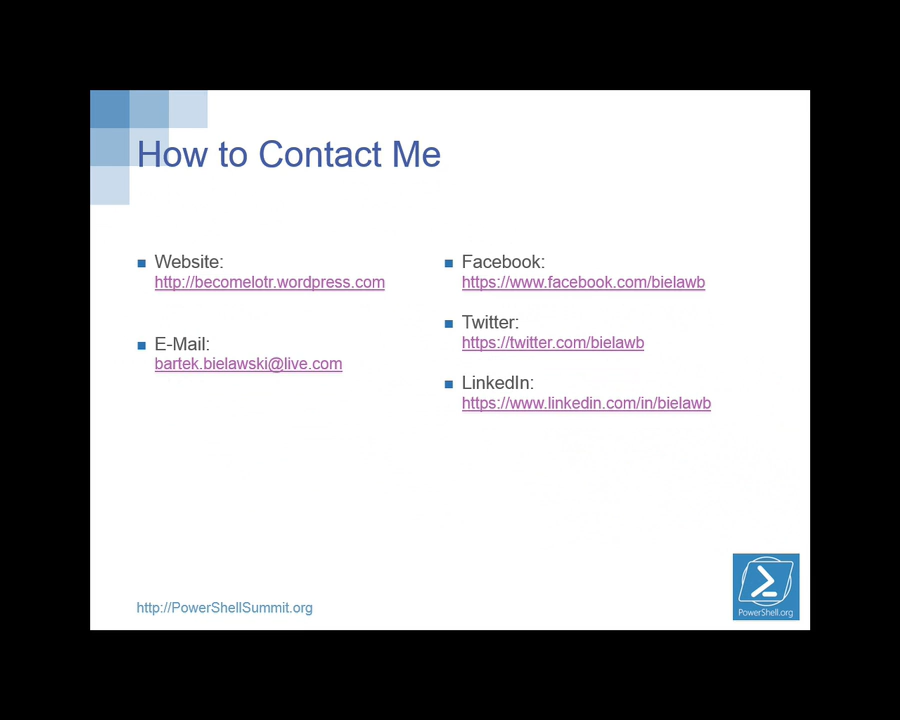 How to Contact Me
Website:
http://becomelotr.wordpress.com
E-Mail:
bartek.bielawski@live.com
Facebook:
https://www.facebook.com/bielawb
Twitter:
https://twitter.com/bielawb
LinkedIn:
https://www.linkedin.com/in/bielawb
http://PowerShellSummit.org
PowerShell.org